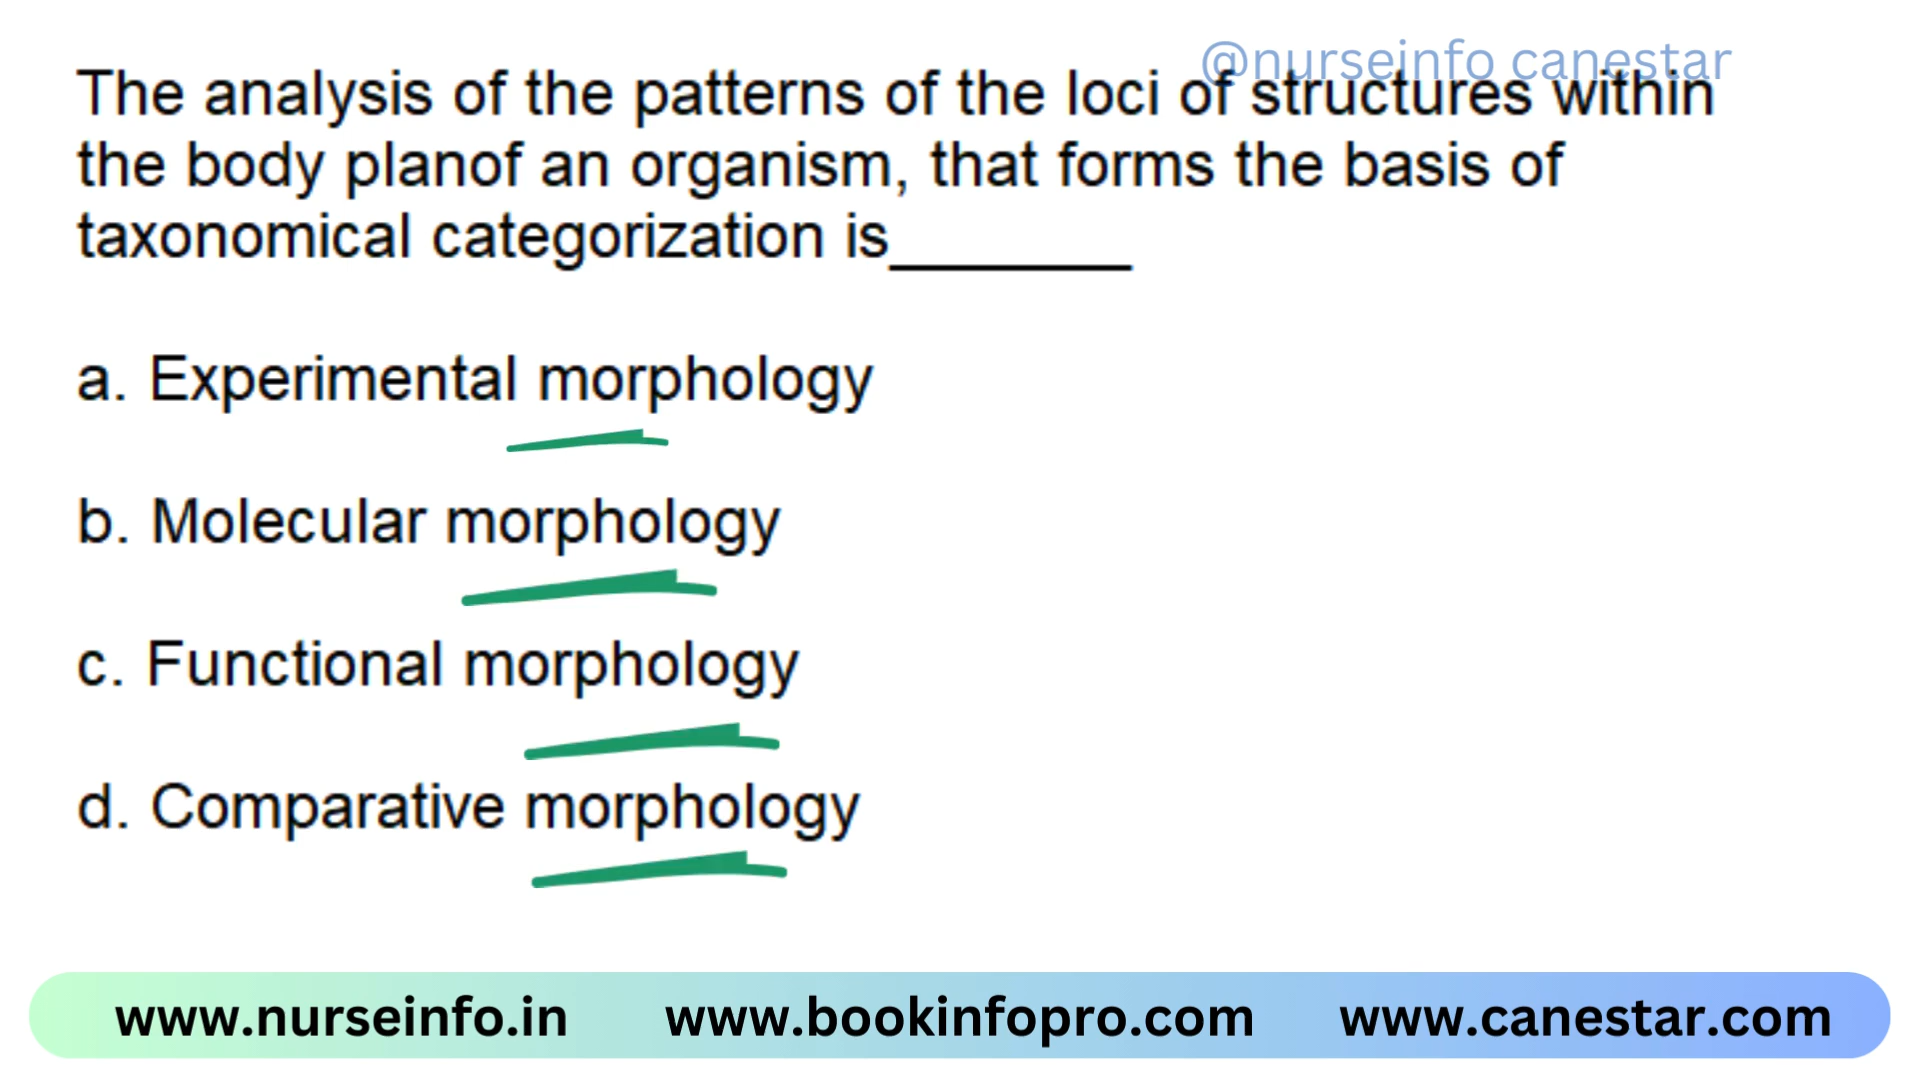 @nurseinfo canestar
The analysis of the patterns of the loci of structures within
the body planof an organism, that forms the basis of
taxonomical categorization is________
a. Experimental morphology
b. Molecular morphology
c. Functional morphology
d. Comparative morphology
www.nurseinfo.in www.bookinfopro.com www.canestar.com